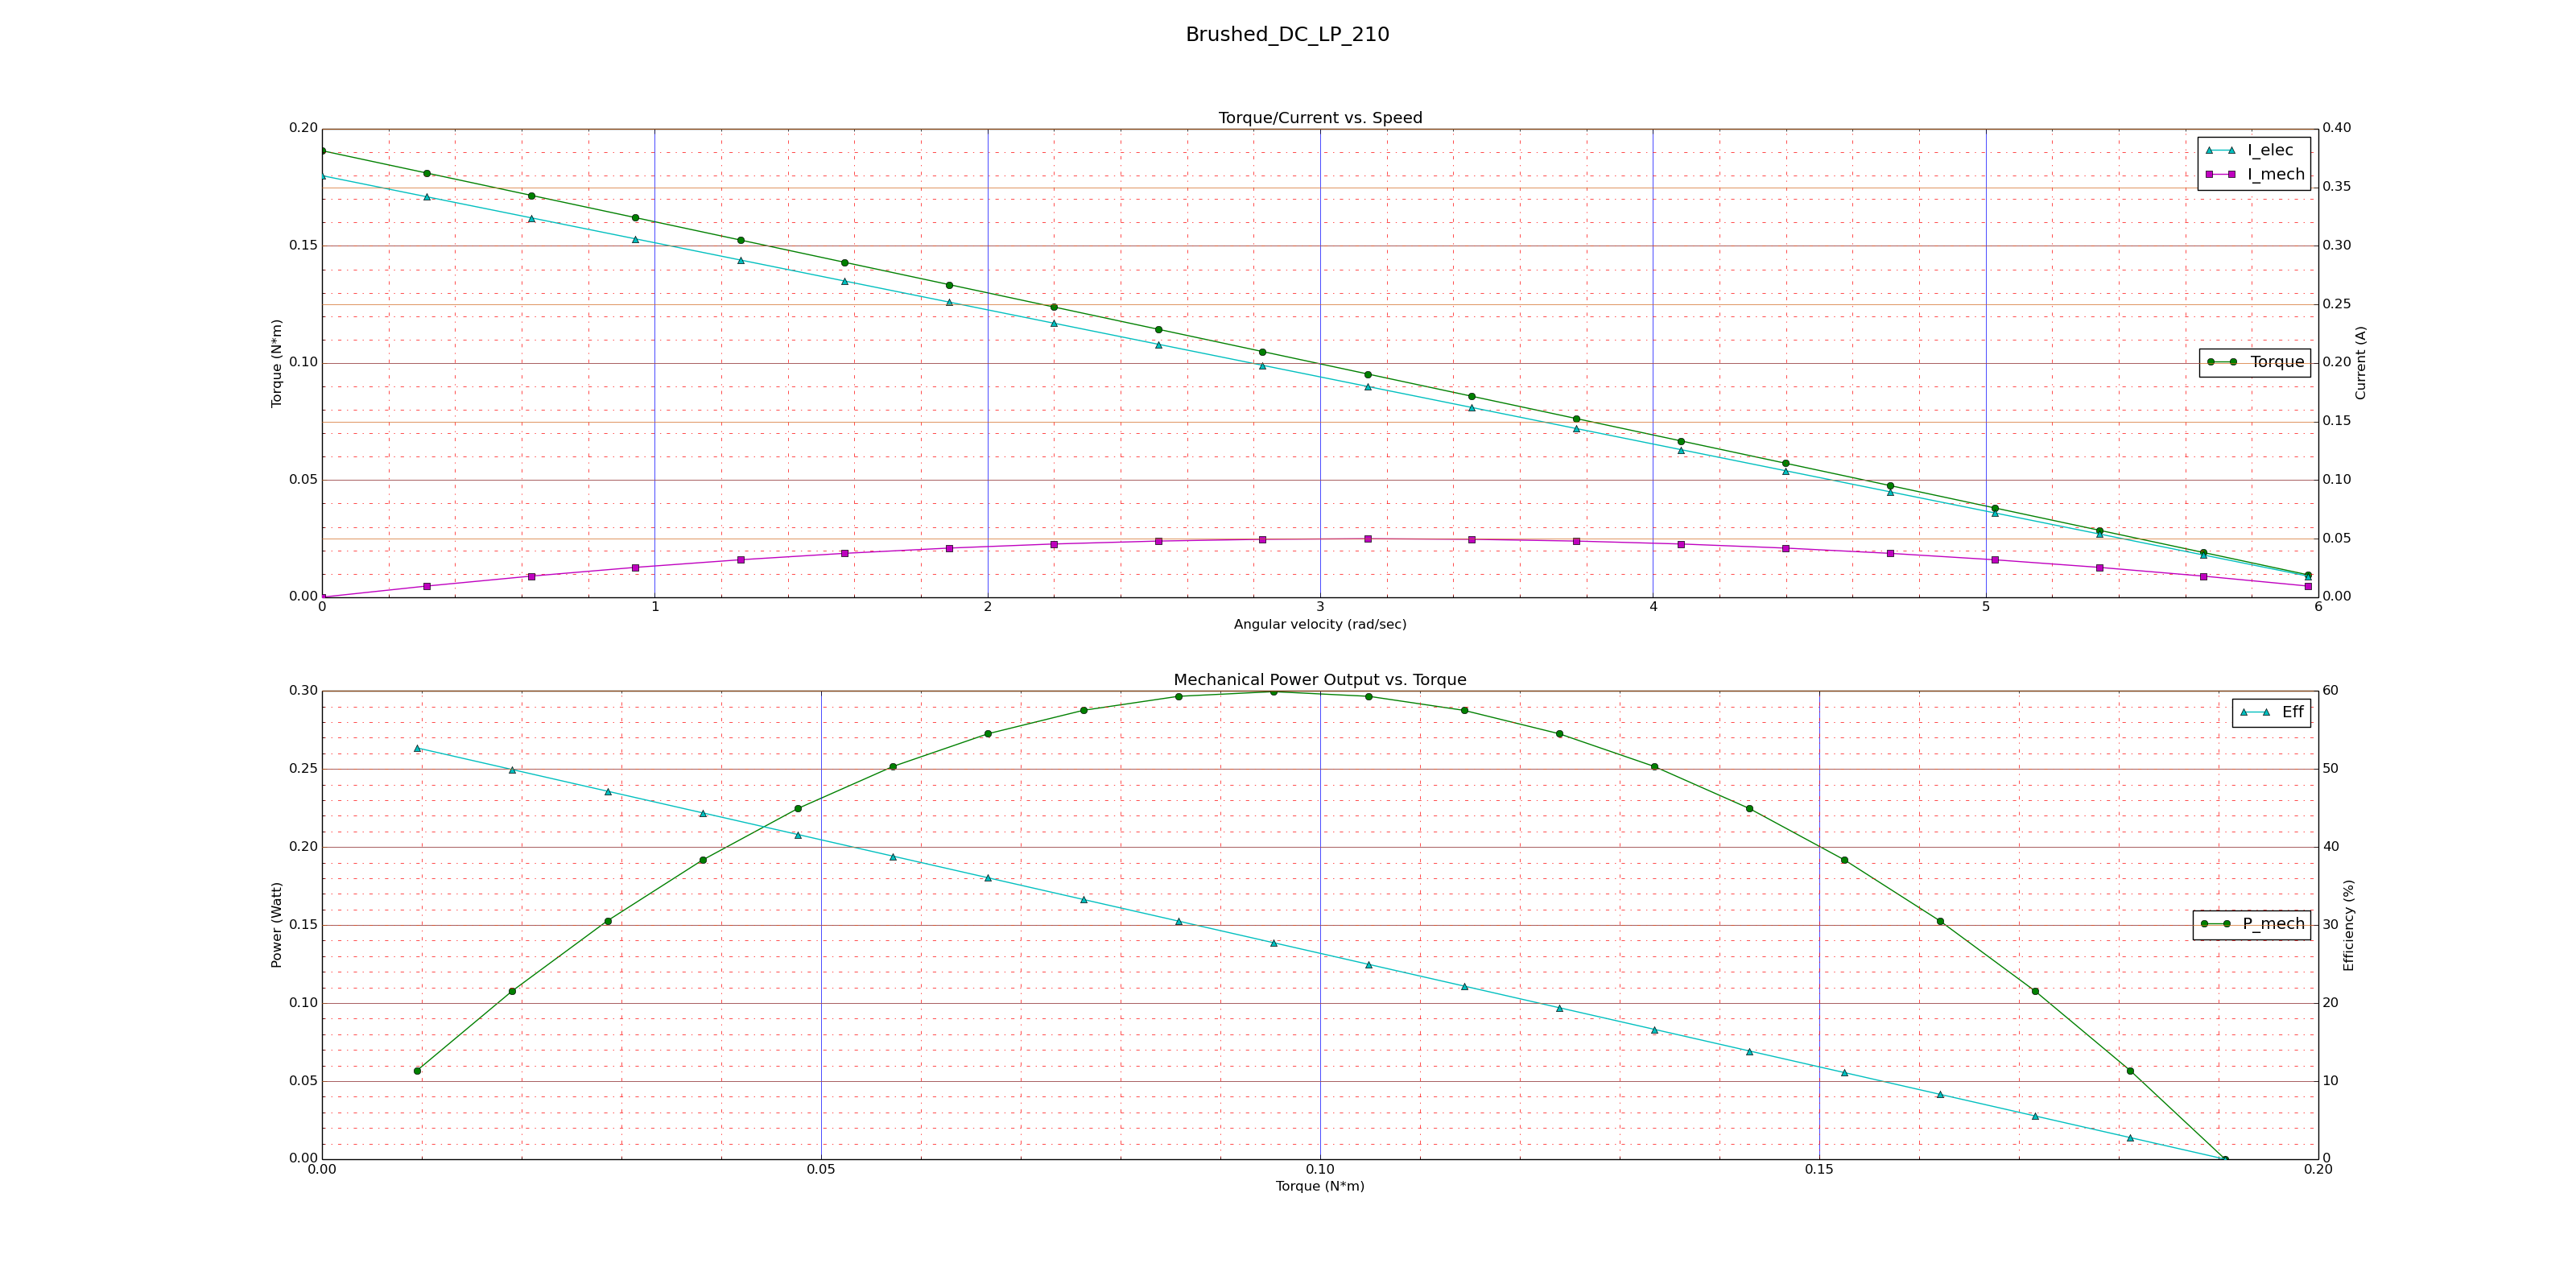 Brushed_DC_LP_210
Torque/Current vs. Speed
0.20
0.15
0.10
0.05
0.00
Torque (N*m)
0.40
0.35
0.30
0.25
0.20
0.15
0.10
0.05
0.00
Current (A)
I_elec
I_mech
Torque
0 1 2 3 4 5 6
Angular velocity (rad/sec)
Mechanical Power Output vs. Torque
0.30
0.25
0.20
0.15
0.10
0.05
0.00
Power (Watt)
60
50
40
30
20
10
0
Efficiency (%)
Eff
P_mech
0.00 0.05 0.10 0.15 0.20
Torque (N*m)